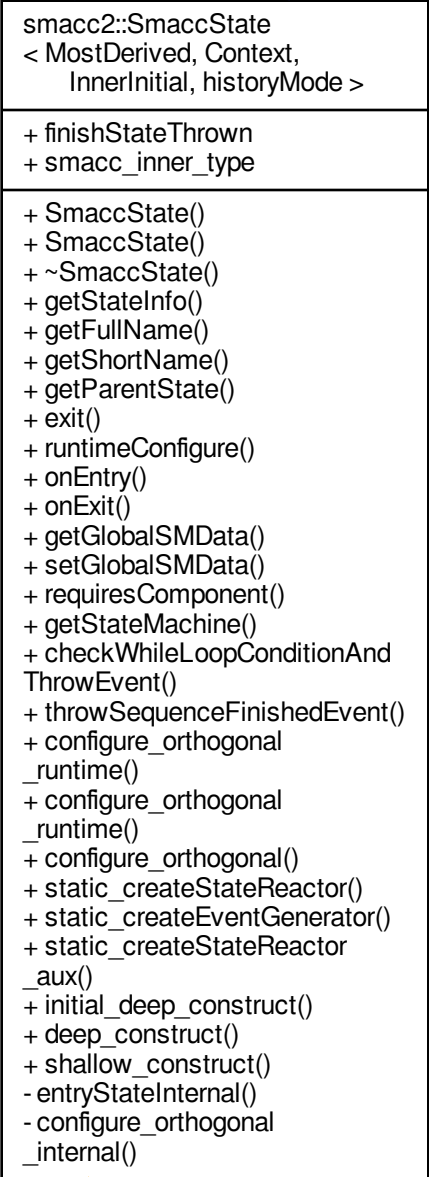 smacc2::SmaccState
< MostDerived, Context,
InnerInitial, historyMode >
+ finishStateThrown
+ smacc_inner_type
+ SmaccState()
+ SmaccState()
+ ~SmaccState()
+ getStateInfo()
+ getFullName()
+ getShortName()
+ getParentState()
+ exit()
+ runtimeConfigure()
+ onEntry()
+ onExit()
+ getGlobalSMData()
+ setGlobalSMData()
+ requiresComponent()
+ getStateMachine()
+ checkWhileLoopConditionAnd
ThrowEvent()
+ throwSequenceFinishedEvent()
+ configure_orthogonal
_runtime()
+ configure_orthogonal
_runtime()
+ configure_orthogonal()
+ static_createStateReactor()
+ static_createEventGenerator()
+ static_createStateReactor
_aux()
+ initial_deep_construct()
+ deep_construct()
+ shallow_construct()
- entryStateInternal()
- configure_orthogonal
_internal()